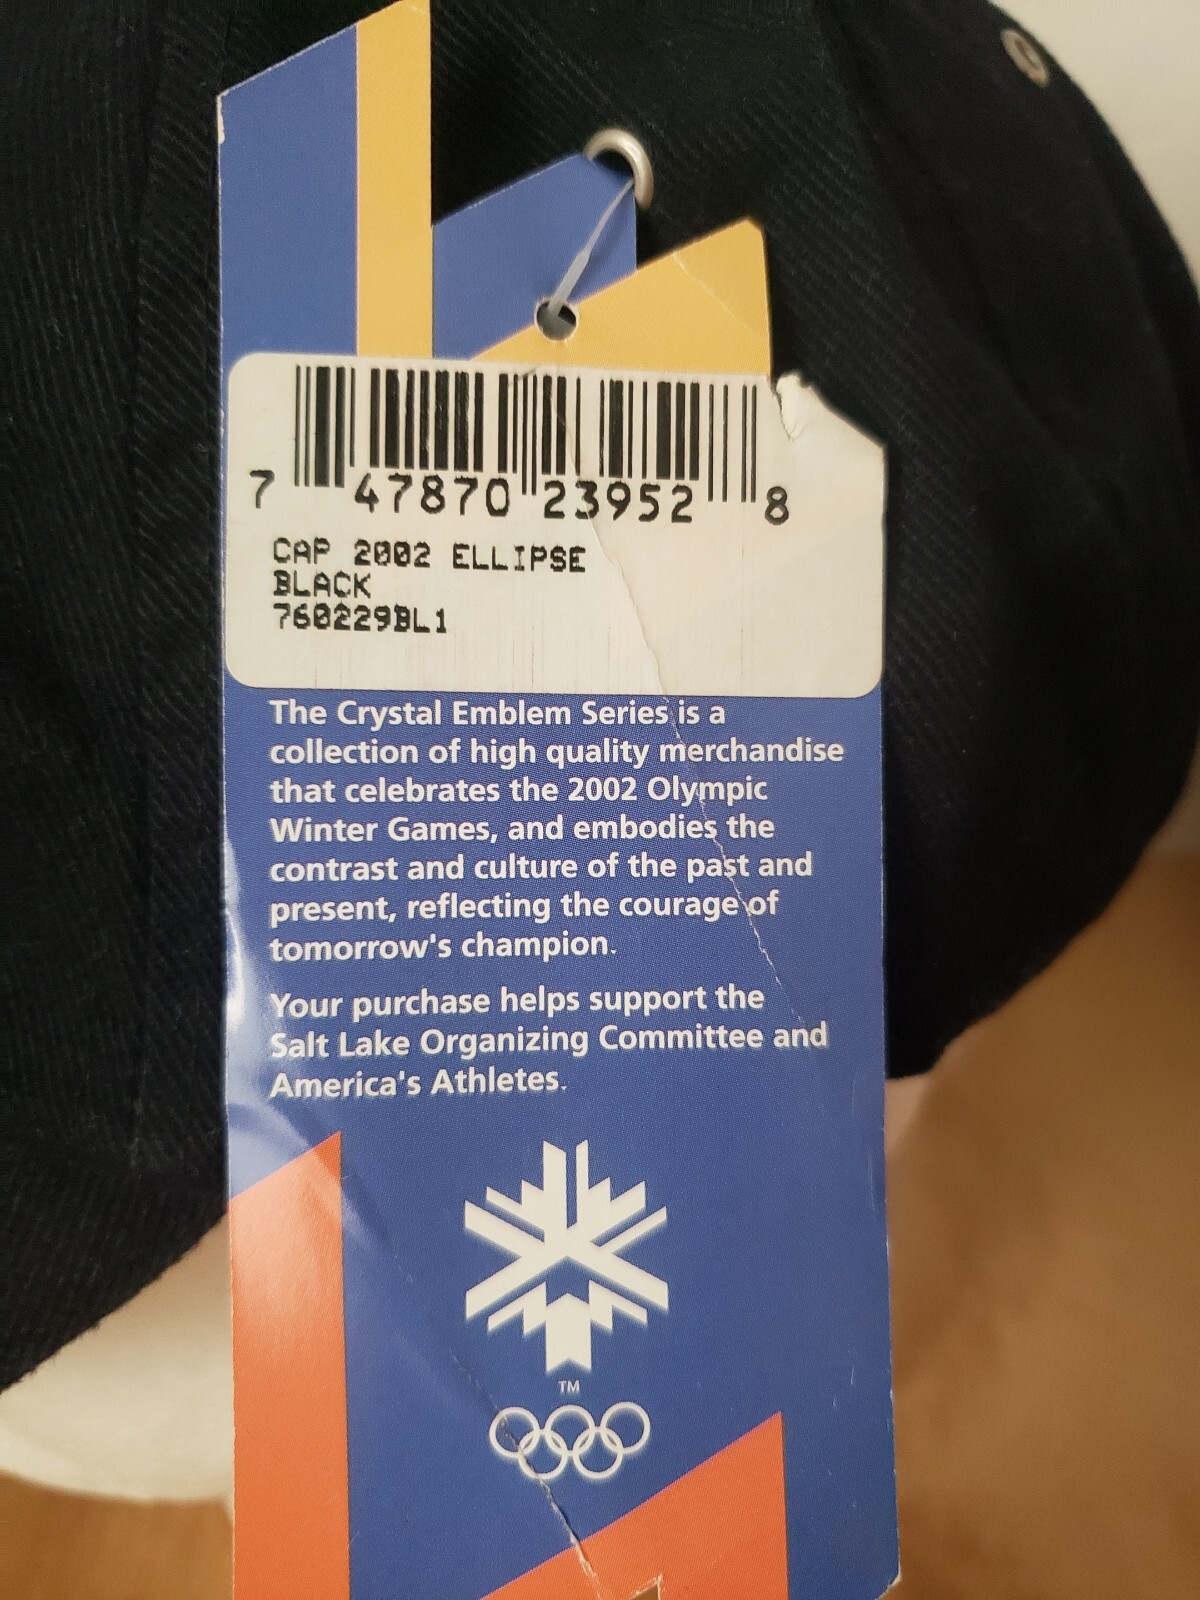 7 47870 23952 8
CAP 2002 ELLIPSE
BLACK
760229BL1
The Crystal Emblem Series is a
collection of high quality merchandise
that celebrates the 2002 Olympic
Winter Games, and embodies the
contrast and culture of the past and
present, reflecting the courage of
tomorrow's champion.
Your purchase helps support the
Salt Lake Organizing Committee and
America's Athletes.
TM